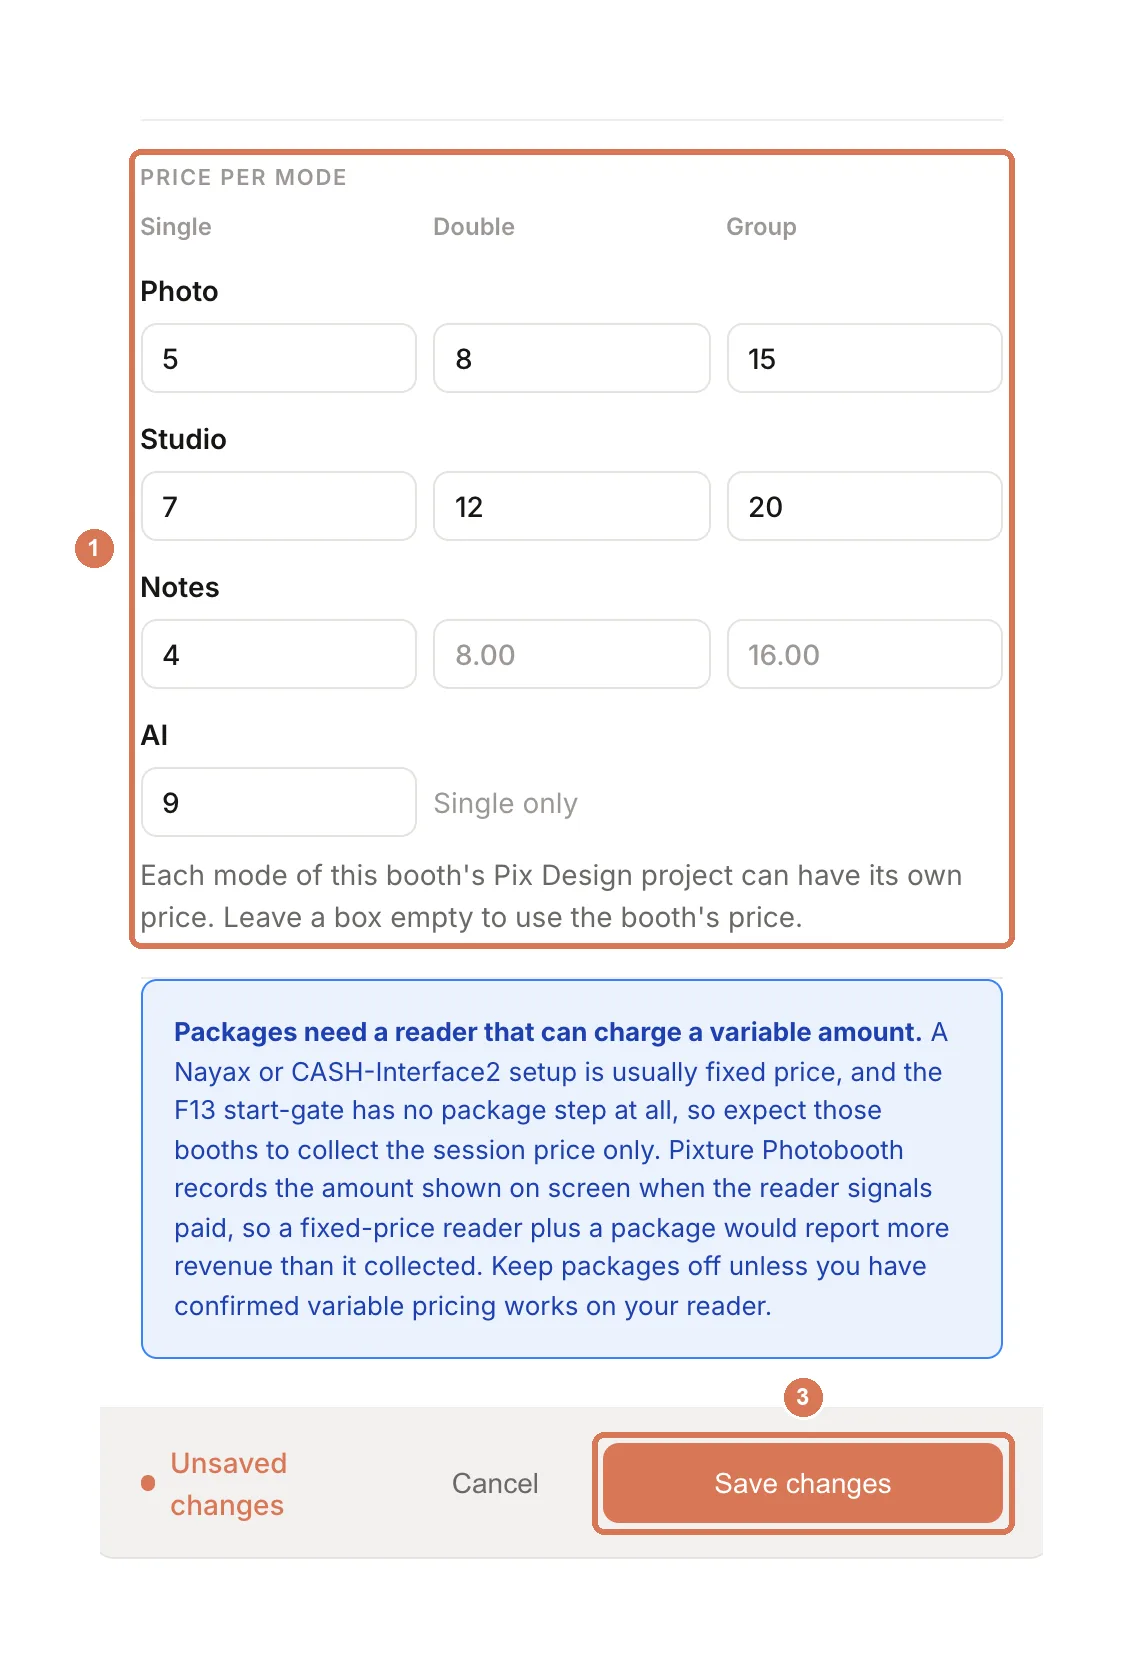 PRICE PER MODE
Single Double Group
Photo
5 8 15
Studio
7 12 20
1
Notes
4 8.00 16.00
AI
9 Single only
Each mode of this booth's Pix Design project can have its own
price. Leave a box empty to use the booth's price.
Packages need a reader that can charge a variable amount. A
Nayax or CASH-Interface2 setup is usually fixed price, and the
F13 start-gate has no package step at all, so expect those
booths to collect the session price only. Pixture Photobooth
records the amount shown on screen when the reader signals
paid, so a fixed-price reader plus a package would report more
revenue than it collected. Keep packages off unless you have
confirmed variable pricing works on your reader.
3
Unsaved
changes
Cancel
Save changes